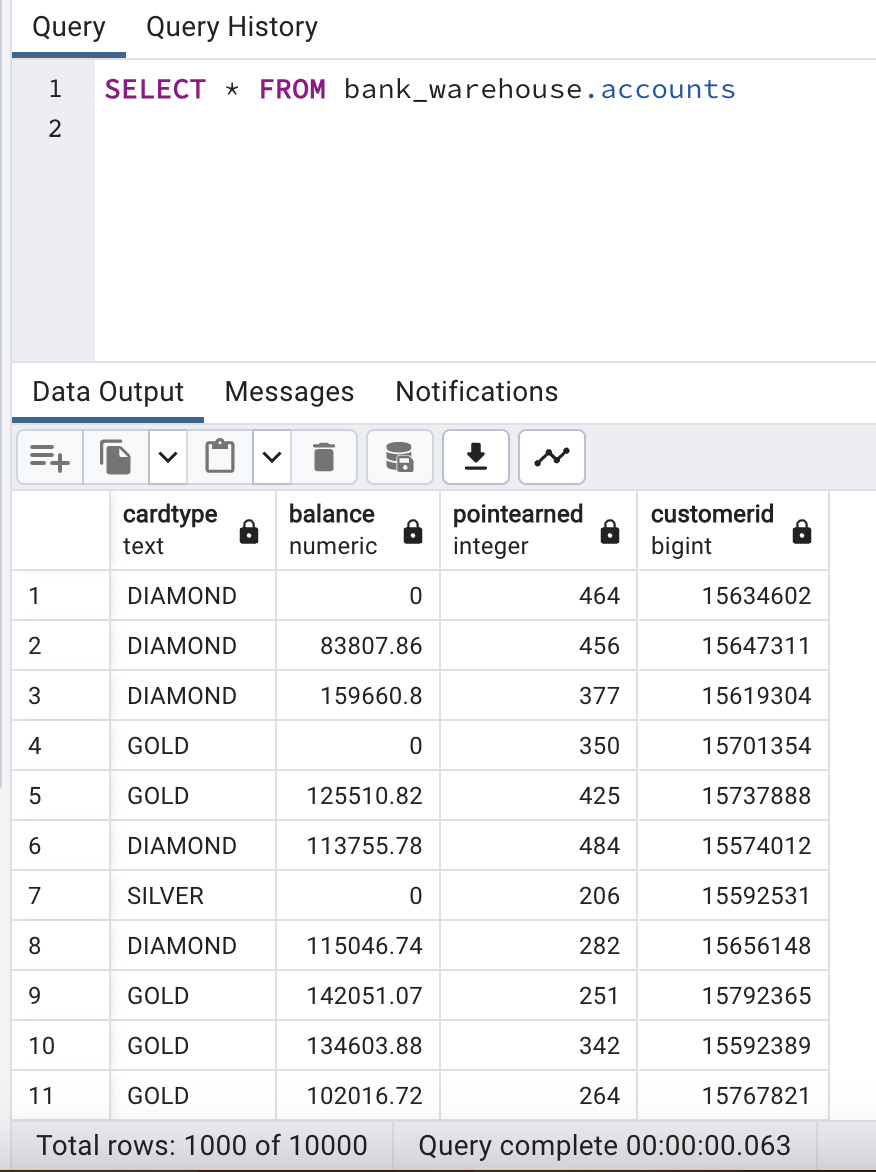 Query Query History
1 SELECT * FROM bank_warehouse.accounts
2
Data Output Messages Notifications
cardtype balance pointearned customerid
text numeric integer bigint
1 DIAMOND 0 464 15634602
2 DIAMOND 83807.86 456 15647311
3 DIAMOND 159660.8 377 15619304
4 GOLD 0 350 15701354
5 GOLD 125510.82 425 15737888
6 DIAMOND 113755.78 484 15574012
7 SILVER 0 206 15592531
8 DIAMOND 115046.74 282 15656148
9 GOLD 142051.07 251 15792365
10 GOLD 134603.88 342 15592389
11 GOLD 102016.72 264 15767821
Total rows: 1000 of 10000 Query complete 00:00:00.063